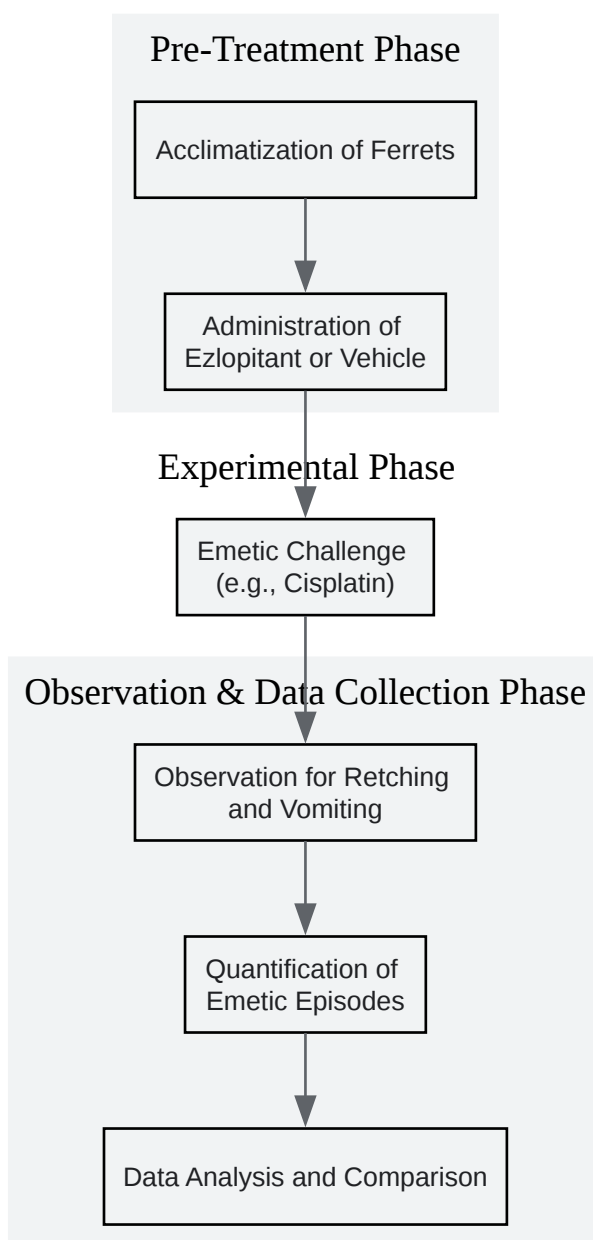 Pre-Treatment Phase
Acclimatization of Ferrets
Administration of
Ezlopitant or Vehicle
Experimental Phase
Emetic Challenge
(e.g., Cisplatin)
Observation & Data Collection Phase
Observation for Retching
and Vomiting
Quantification of
Emetic Episodes
Data Analysis and Comparison